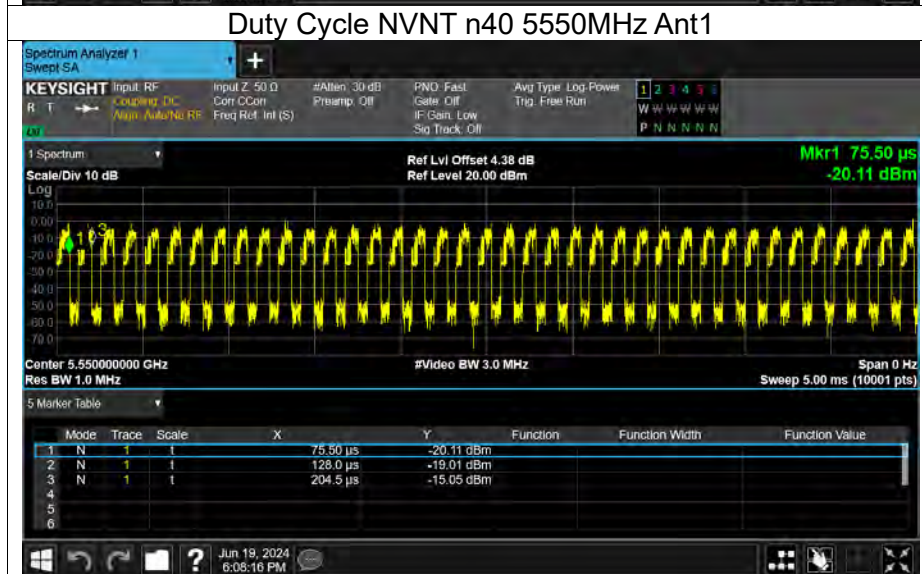 Duty Cycle NVNT n40 5550MHz Ant1
Spectrum Analyzer 1
Swept SA
+
KEYSIGHT Input: RF Input Z: 50 Ω #Atten: 30 dB PNO: Fast Avg Type: Log-Power 1 2 3 4 5 6
R T Coupling: DC Corr CCorr Preamp: Off Gate: Off Trig: Free Run W W W W W W
Align: Auto/No RF Freq Ref: Int (S) IF Gain: Low
Sig Track: Off P N N N N N
1 Spectrum Ref Lvl Offset 4.38 dB Mkr1 75.50 µs
Scale/Div 10 dB Ref Level 20.00 dBm -20.11 dBm
Log
10.0
0.00
-10.0
-20.0
-30.0
-40.0
-50.0
-60.0
-70.0
1 3
Center 5.550000000 GHz #Video BW 3.0 MHz Span 0 Hz
Res BW 1.0 MHz Sweep 5.00 ms (10001 pts)
5 Marker Table
Mode Trace Scale X Y Function Function Width Function Value
1 N 1 t 75.50 µs -20.11 dBm
2 N 1 t 128.0 µs -19.01 dBm
3 N 1 t 204.5 µs -15.05 dBm
4
5
6
? Jun 19, 2024
6:08:16 PM